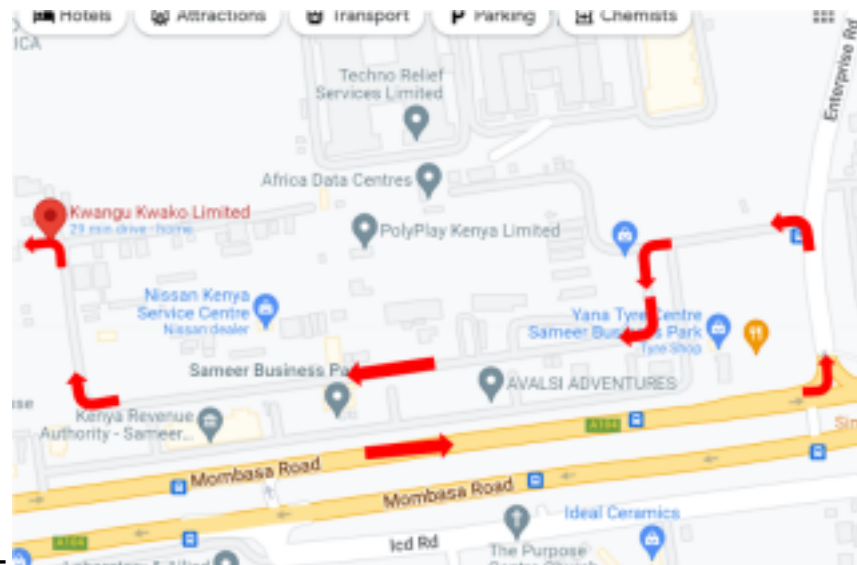 Hotels
Attractions
Transport
Parking
Chemists
ICA
Techno Relief
Services Limited
Enterprise Rd
Africa Data Centres
Kwangu Kwako Limited
29 min drive - home
PolyPlay Kenya Limited
Nissan Kenya
Service Centre
Nissan dealer
Yana Tyre Centre
Sameer Business Park
Tyre Shop
Sameer Business Pa
AVALSI ADVENTURES
Kenya Revenue
Authority - Sameer...
A104
Mombasa Road
Mombasa Road
Ideal Ceramics
A104
Icd Rd
The Purpose